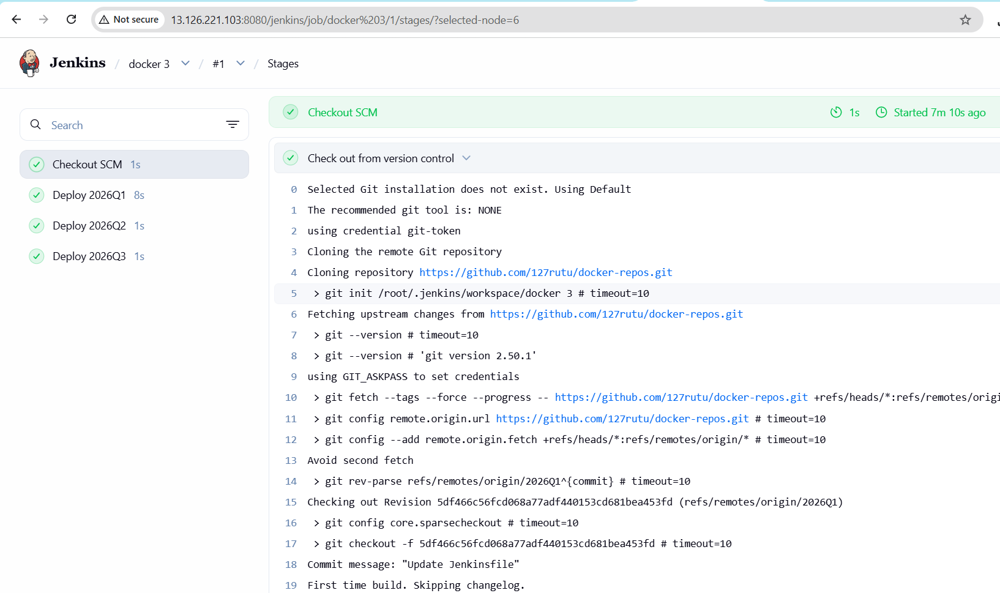 Not secure 13.126.221.103:8080/jenkins/job/docker%203/1/stages/?selected-node=6
Jenkins / docker 3 / #1 / Stages
Search
Checkout SCM 1s
Deploy 2026Q1 8s
Deploy 2026Q2 1s
Deploy 2026Q3 1s
Checkout SCM 1s Started 7m 10s ago
Check out from version control
0 Selected Git installation does not exist. Using Default
1 The recommended git tool is: NONE
2 using credential git-token
3 Cloning the remote Git repository
4 Cloning repository https://github.com/127rutu/docker-repos.git
5 > git init /root/.jenkins/workspace/docker 3 # timeout=10
6 Fetching upstream changes from https://github.com/127rutu/docker-repos.git
7 > git --version # timeout=10
8 > git --version # 'git version 2.50.1'
9 using GIT_ASKPASS to set credentials
10 > git fetch --tags --force --progress -- https://github.com/127rutu/docker-repos.git +refs/heads/*:refs/remotes/origi
11 > git config remote.origin.url https://github.com/127rutu/docker-repos.git # timeout=10
12 > git config --add remote.origin.fetch +refs/heads/*:refs/remotes/origin/* # timeout=10
13 Avoid second fetch
14 > git rev-parse refs/remotes/origin/2026Q1^{commit} # timeout=10
15 Checking out Revision 5df466c56fcd068a77adf440153cd681bea453fd (refs/remotes/origin/2026Q1)
16 > git config core.sparsecheckout # timeout=10
17 > git checkout -f 5df466c56fcd068a77adf440153cd681bea453fd # timeout=10
18 Commit message: "Update Jenkinsfile"
19 First time build. Skipping changelog.